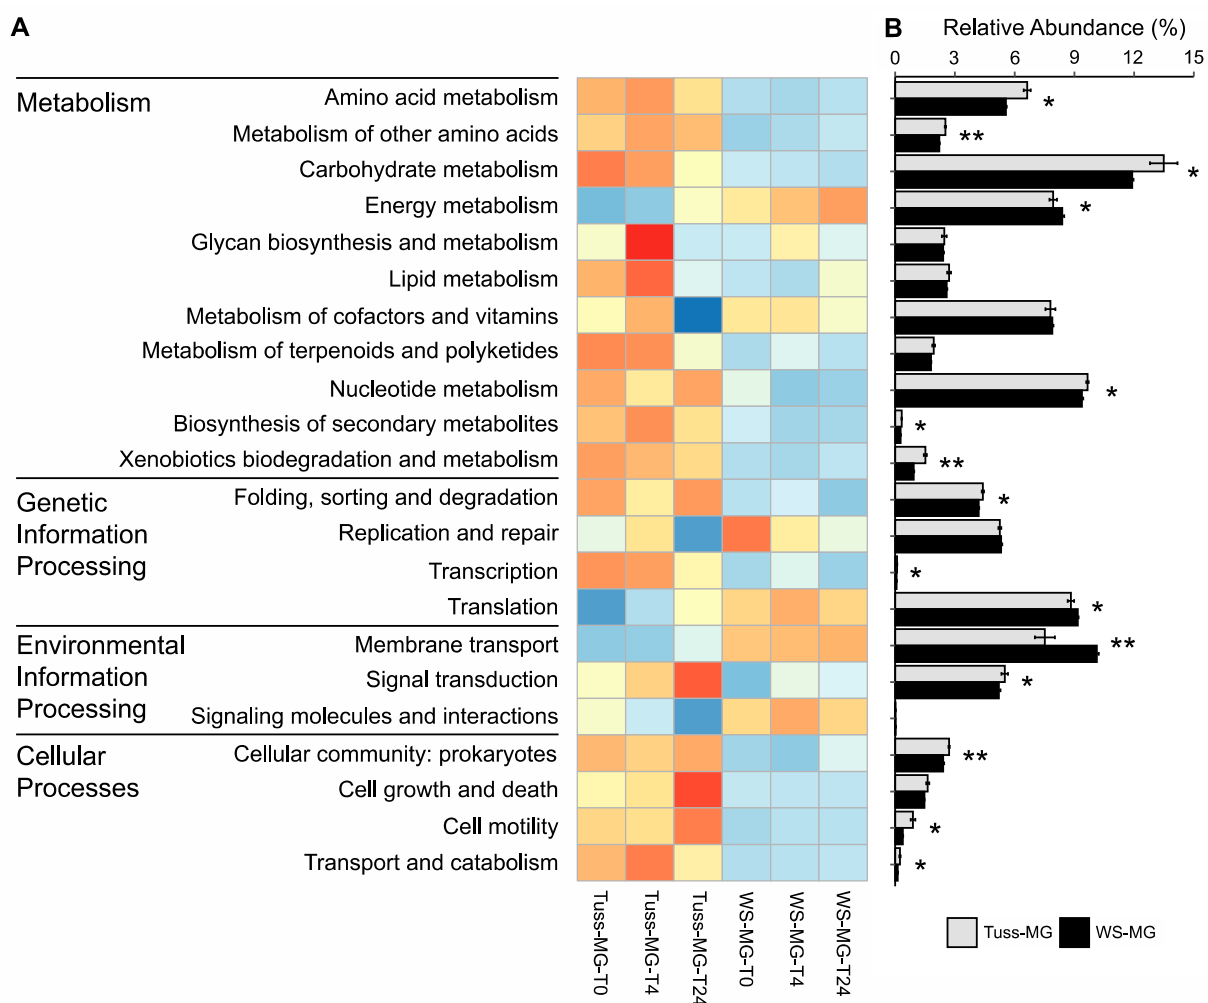 A
B
Relative Abundance (%)
0 3 6 9 12 15
Metabolism
Amino acid metabolism
*
Metabolism of other amino acids
**
Carbohydrate metabolism
*
Energy metabolism
*
Glycan biosynthesis and metabolism
Lipid metabolism
Metabolism of cofactors and vitamins
Metabolism of terpenoids and polyketides
Nucleotide metabolism
*
Biosynthesis of secondary metabolites
*
Xenobiotics biodegradation and metabolism
**
Genetic
Information
Processing
Folding, sorting and degradation
*
Replication and repair
Transcription
*
Translation
*
Environmental
Information
Processing
Membrane transport
**
Signal transduction
*
Signaling molecules and interactions
Cellular
Processes
Cellular community: prokaryotes
**
Cell growth and death
Cell motility
*
Transport and catabolism
*
Tuss-MG-T0
Tuss-MG-T4
Tuss-MG-T24
WS-MG-T0
WS-MG-T4
WS-MG-T24
Tuss-MG
WS-MG